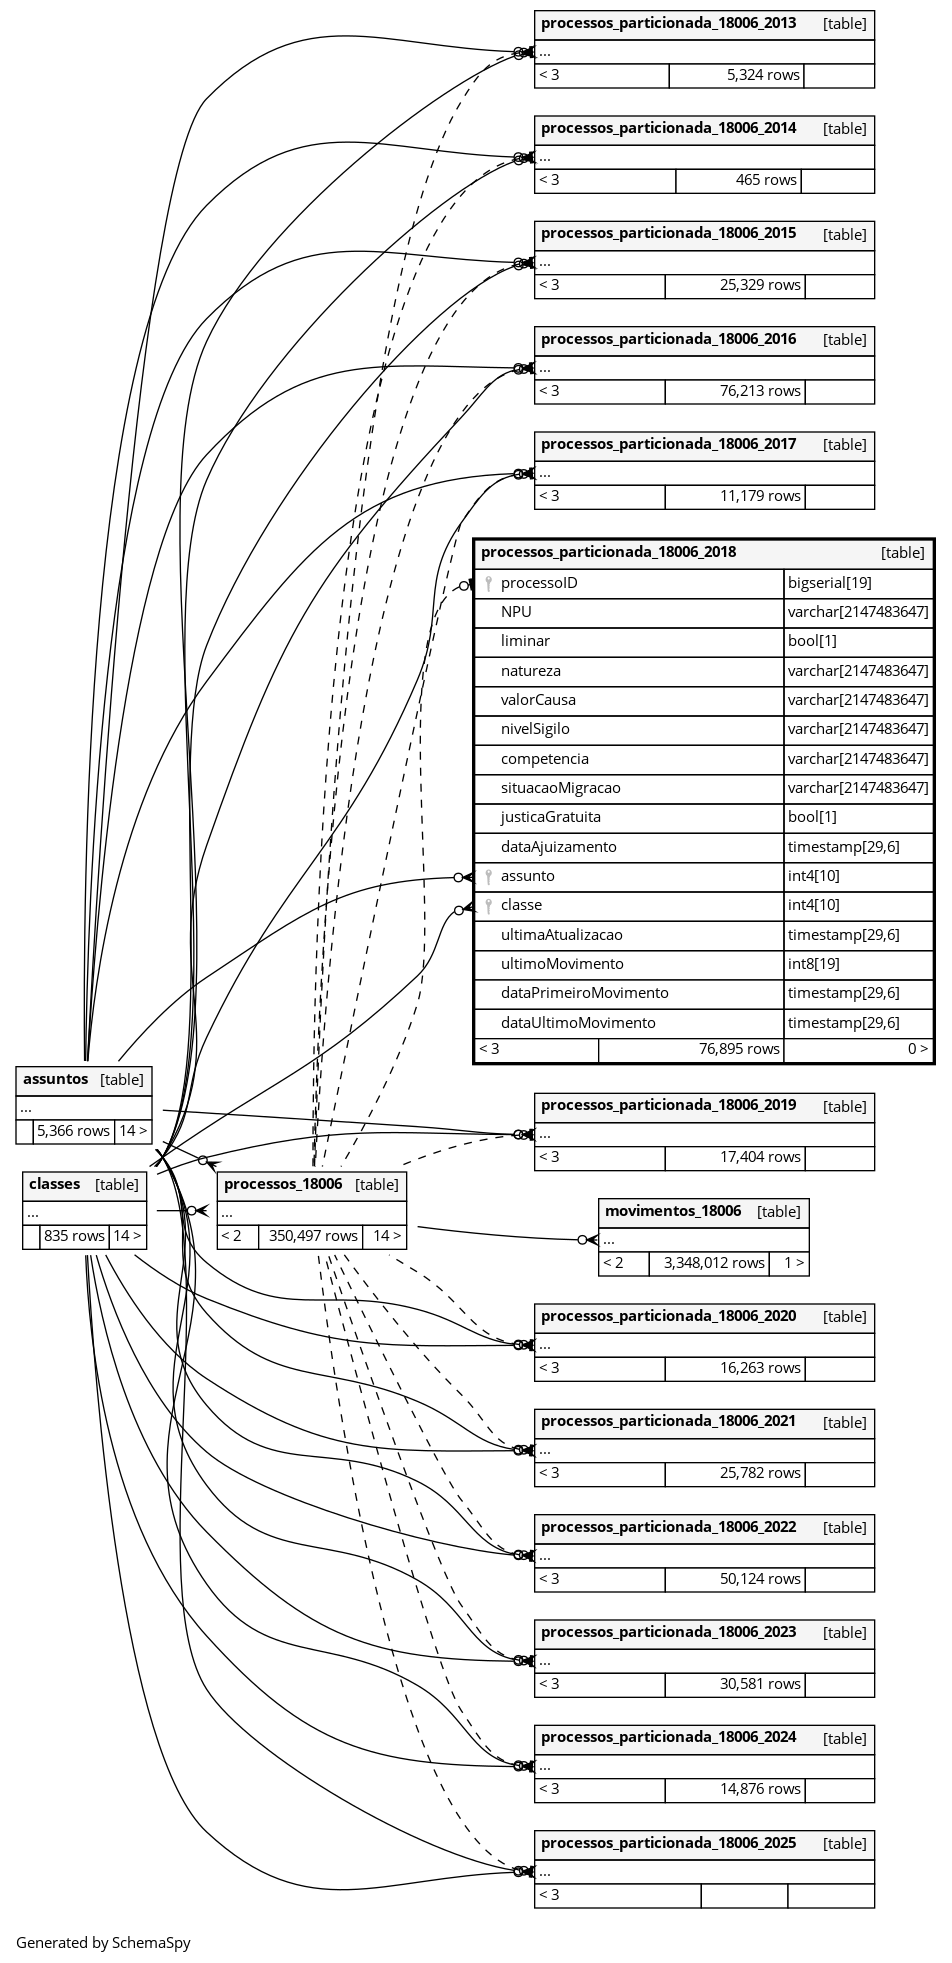 processos_particionada_18006_2013 [table]
...
< 3 5,324 rows
processos_particionada_18006_2014 [table]
...
< 3 465 rows
processos_particionada_18006_2015 [table]
...
< 3 25,329 rows
processos_particionada_18006_2016 [table]
...
< 3 76,213 rows
processos_particionada_18006_2017 [table]
...
< 3 11,179 rows
processos_particionada_18006_2018 [table]
processoID bigserial[19]
NPU varchar[2147483647]
liminar bool[1]
natureza varchar[2147483647]
valorCausa varchar[2147483647]
nivelSigilo varchar[2147483647]
competencia varchar[2147483647]
situacaoMigracao varchar[2147483647]
justicaGratuita bool[1]
dataAjuizamento timestamp[29,6]
assunto int4[10]
classe int4[10]
ultimaAtualizacao timestamp[29,6]
ultimoMovimento int8[19]
dataPrimeiroMovimento timestamp[29,6]
dataUltimoMovimento timestamp[29,6]
< 3 76,895 rows 0 >
assuntos [table]
...
5,366 rows 14 >
processos_particionada_18006_2019 [table]
...
< 3 17,404 rows
classes [table]
...
835 rows 14 >
processos_18006 [table]
...
< 2 350,497 rows 14 >
movimentos_18006 [table]
...
< 2 3,348,012 rows 1 >
processos_particionada_18006_2020 [table]
...
< 3 16,263 rows
processos_particionada_18006_2021 [table]
...
< 3 25,782 rows
processos_particionada_18006_2022 [table]
...
< 3 50,124 rows
processos_particionada_18006_2023 [table]
...
< 3 30,581 rows
processos_particionada_18006_2024 [table]
...
< 3 14,876 rows
processos_particionada_18006_2025 [table]
...
< 3
Generated by SchemaSpy